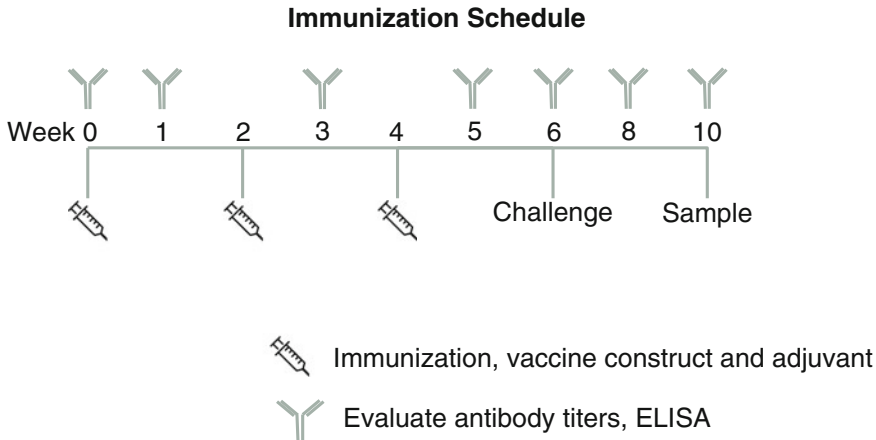 Immunization Schedule
Week 0 1 2 3 4 5 6 8 10
Challenge Sample
Immunization, vaccine construct and adjuvant
Evaluate antibody titers, ELISA